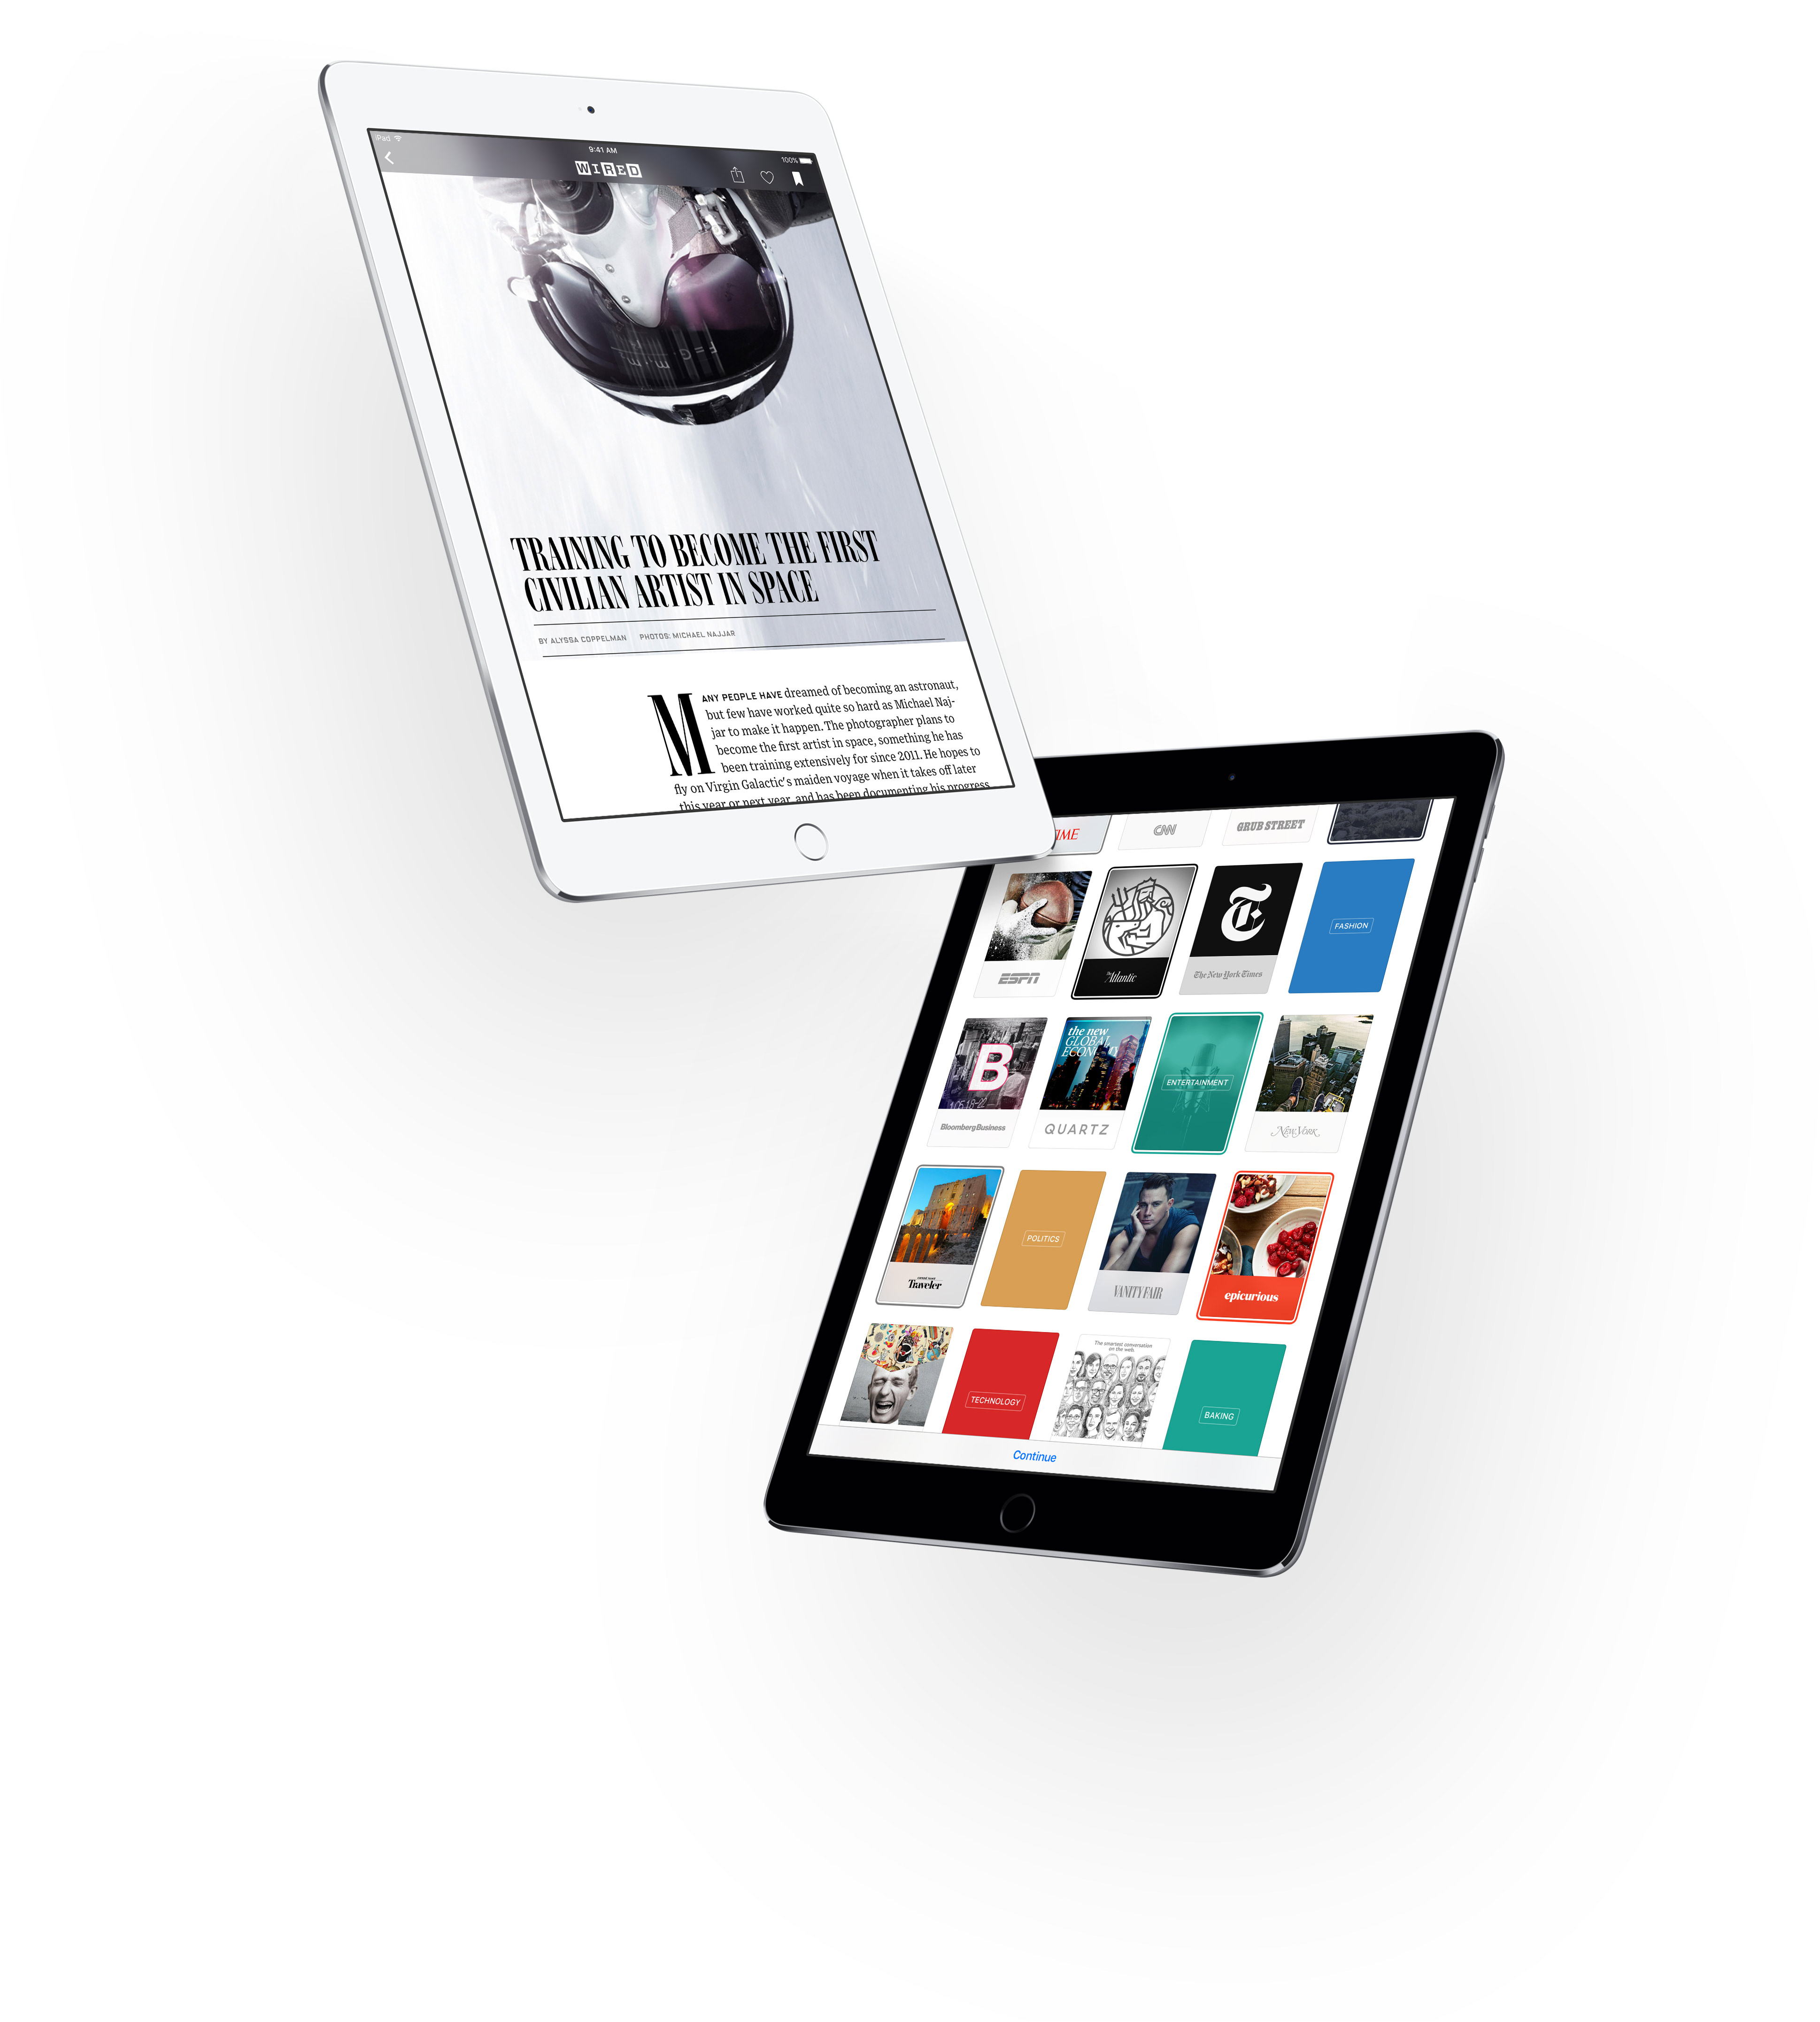 iPad
9:41 AM
100%
WIRED
TRAINING TO BECOME THE FIRST
CIVILIAN ARTIST IN SPACE
BY ALYSSA COPPELMAN PHOTOS: MICHAEL NAJJAR
MANY PEOPLE HAVE dreamed of becoming an astronaut,
but few have worked quite so hard as Michael Naj-
jar to make it happen. The photographer plans to
become the first artist in space, something he has
been training extensively for since 2011. He hopes to
fly on Virgin Galactic's maiden voyage when it takes off later
this year or next year, and has been documenting his progress
IME
CNN
GRUB STREET
ESPN
The Atlantic
T
The New York Times
FASHION
B
BloombergBusiness
the new
GLOBAL
QUARTZ
ENTERTAINMENT
NEW YORK
Traveler
POLITICS
VANITY FAIR
epicurious
TECHNOLOGY
The smartest conversation
on the web.
BAKING
Continue